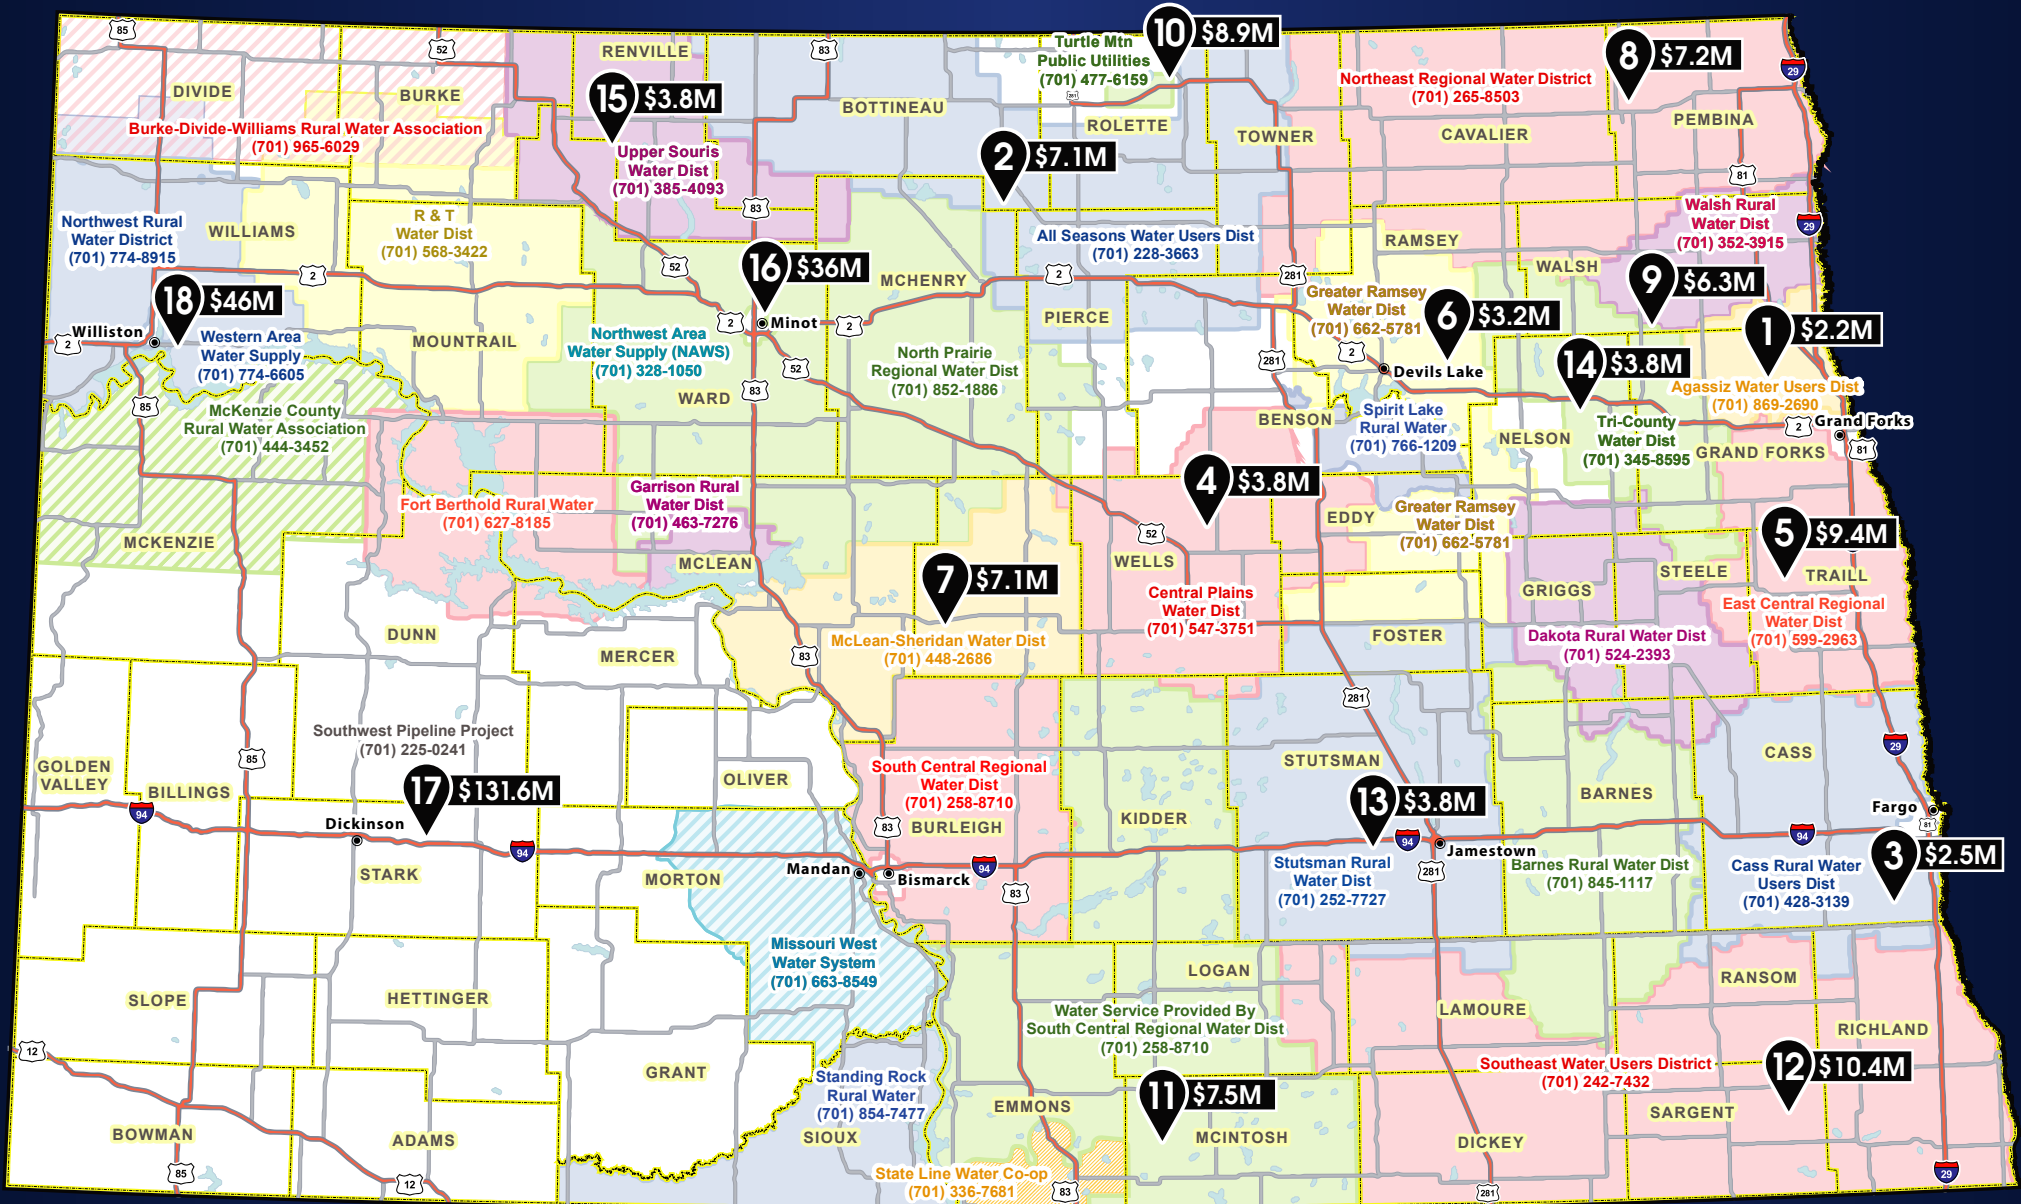 85
52
RENVILLE
83
Turtle Mtn
Public Utilities
(701) 477-6159
10 $8.9M
8 $7.2M
29
Northeast Regional Water District
(701) 265-8503
DIVIDE
BURKE
15 $3.8M
BOTTINEAU
281
ROLETTE
TOWNER
CAVALIER
PEMBINA
Burke-Divide-Williams Rural Water Association
(701) 965-6029
Upper Souris
Water Dist
(701) 385-4093
2 $7.1M
81
83
Northwest Rural
Water District
(701) 774-8915
WILLIAMS
R & T
Water Dist
(701) 568-3422
Walsh Rural
Water Dist
(701) 352-3915
29
All Seasons Water Users Dist
(701) 228-3663
RAMSEY
WALSH
2
52
16 $36M
MCHENRY
2
281
9 $6.3M
18 $46M
Greater Ramsey
Water Dist
(701) 662-5781
6 $3.2M
PIERCE
Williston
2
Western Area
Water Supply
(701) 774-6605
MOUNTRAIL
Northwest Area
Water Supply (NAWS)
(701) 328-1050
2
Minot
2
1 $2.2M
52
North Prairie
Regional Water Dist
(701) 852-1886
281
2
Devils Lake
14 $3.8M
Agassiz Water Users Dist
(701) 869-2690
85
McKenzie County
Rural Water Association
(701) 444-3452
WARD
83
BENSON
Spirit Lake
Rural Water
(701) 766-1209
NELSON
Tri-County
Water Dist
(701) 345-8595
2
Grand Forks
GRAND FORKS
81
Fort Berthold Rural Water
(701) 627-8185
Garrison Rural
Water Dist
(701) 463-7276
4 $3.8M
EDDY
Greater Ramsey
Water Dist
(701) 662-5781
MCKENZIE
MCLEAN
52
WELLS
5 $9.4M
7 $7.1M
GRIGGS
STEELE
TRAILL
Central Plains
Water Dist
(701) 547-3751
East Central Regional
Water Dist
(701) 599-2963
DUNN
MERCER
83
McLean-Sheridan Water Dist
(701) 448-2686
FOSTER
Dakota Rural Water Dist
(701) 524-2393
281
Southwest Pipeline Project
(701) 225-0241
85
GOLDEN
VALLEY
BILLINGS
94
17 $131.6M
OLIVER
South Central Regional
Water Dist
(701) 258-8710
STUTSMAN
CASS
29
Dickinson
94
83
BURLEIGH
KIDDER
13 $3.8M
BARNES
Fargo
81
STARK
MORTON
Mandan
Bismarck
94
83
94
Jamestown
281
94
3 $2.5M
Stutsman Rural
Water Dist
(701) 252-7727
Barnes Rural Water Dist
(701) 845-1117
Cass Rural Water
Users Dist
(701) 428-3139
Missouri West
Water System
(701) 663-8549
LOGAN
RANSOM
SLOPE
HETTINGER
Water Service Provided By
South Central Regional Water Dist
(701) 258-8710
LAMOURE
RICHLAND
12
GRANT
Standing Rock
Rural Water
(701) 854-7477
Southeast Water Users District
(701) 242-7432
12 $10.4M
11 $7.5M
EMMONS
SARGENT
BOWMAN
ADAMS
SIOUX
MCINTOSH
DICKEY
85
12
State Line Water Co-op
(701) 336-7681
83
281
29